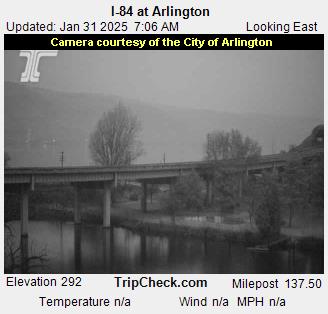 I-84 at Arlington
Updated: Jan 31 2025 7:06 AM Looking East
Camera courtesy of the City of Arlington
Elevation 292 TripCheck.com Milepost 137.50
Temperature n/a Wind n/a MPH n/a